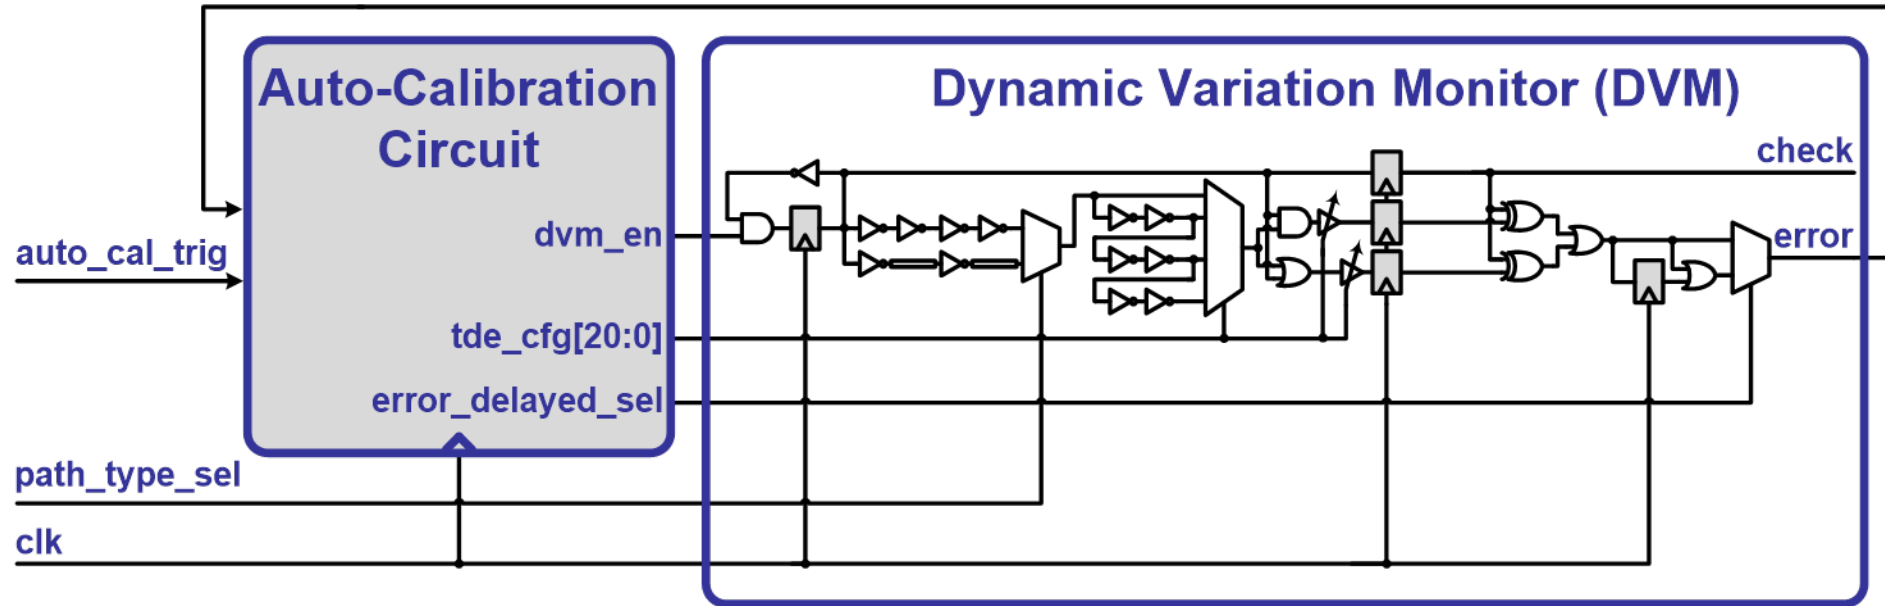 Auto-Calibration
Circuit
Dynamic Variation Monitor (DVM)
check
dvm_en
error
auto_cal_trig
tde_cfg[20:0]
error_delayed_sel
path_type_sel
clk